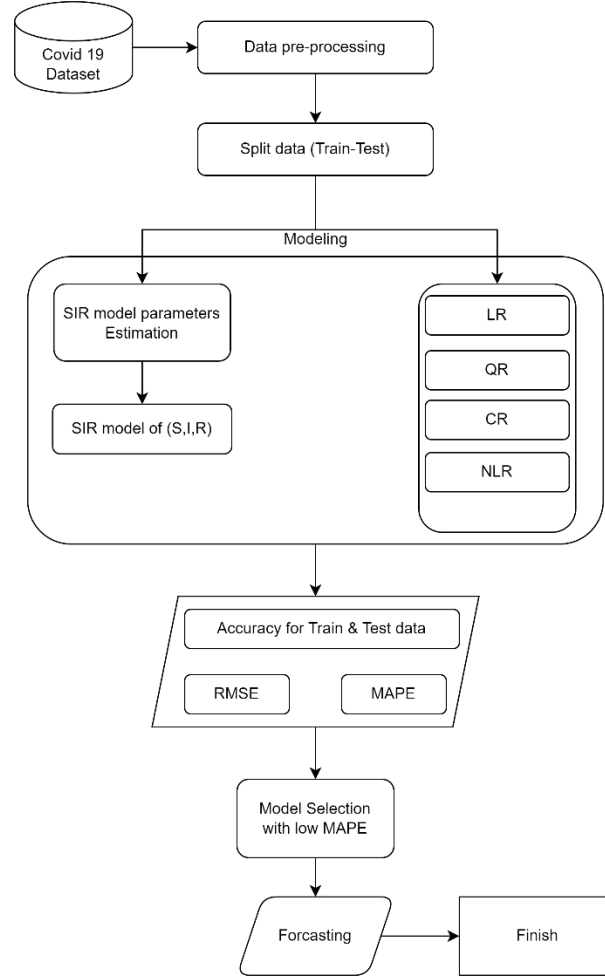 Covid 19
Dataset
Data pre-processing
Split data (Train-Test)
Modeling
SIR model parameters
Estimation
SIR model of (S,I,R)
LR
QR
CR
NLR
Accuracy for Train & Test data
RMSE
MAPE
Model Selection
with low MAPE
Forcasting
Finish